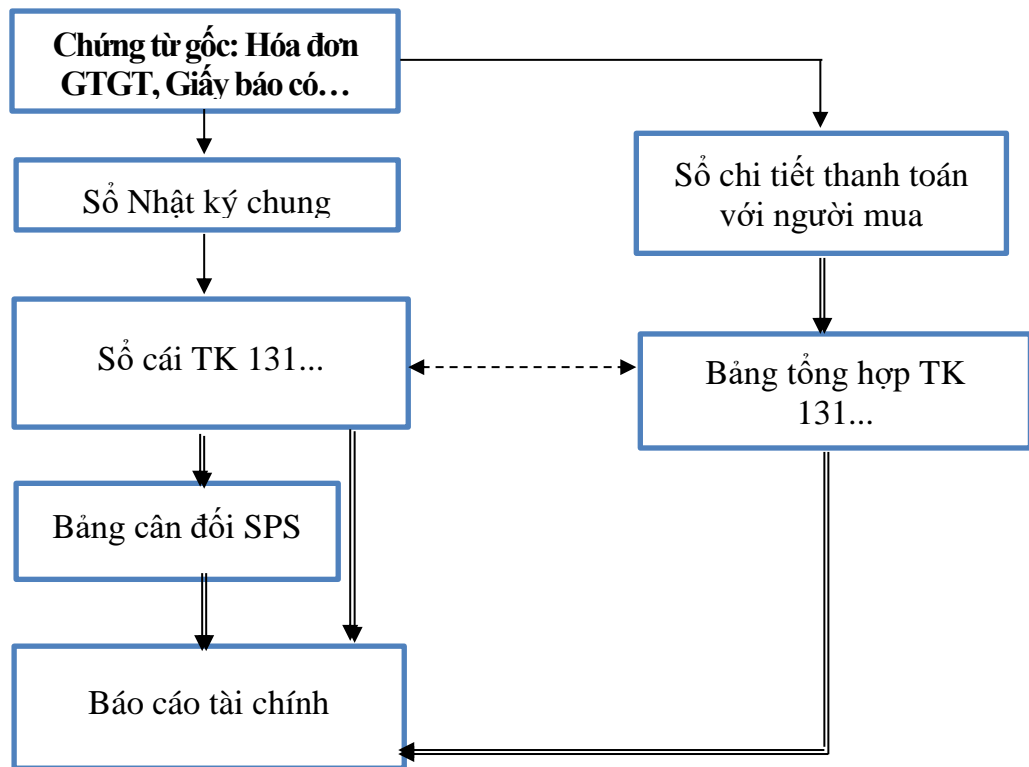 Chứng từ gốc: Hóa đơn
GTGT, Giấy báo có…
Sổ Nhật ký chung
Sổ chi tiết thanh toán
với người mua
Sổ cái TK 131...
Bảng tổng hợp TK
131...
Bảng cân đối SPS
Báo cáo tài chính